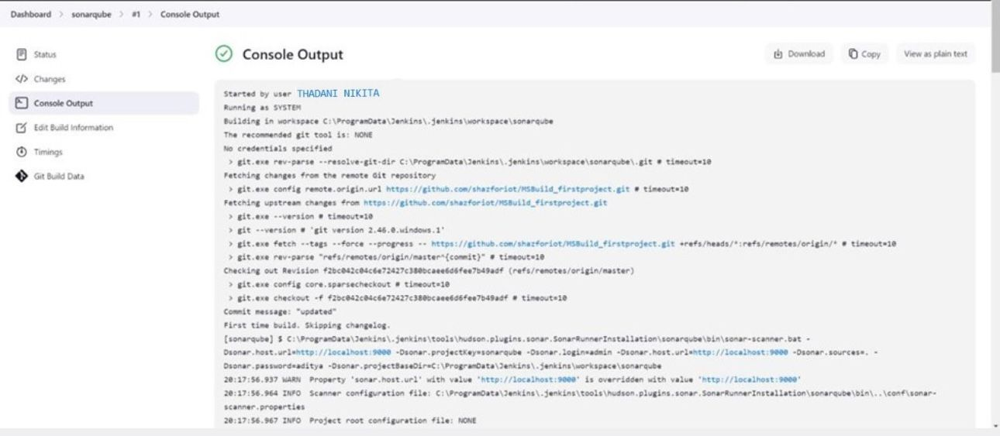 Dashboard > sonarqube > #1 > Console Output
Status
Changes
Console Output
Edit Build Information
Timings
Git Build Data
Console Output
Download
Copy
View as plain text
Started by user THADANI NIKITA
Running as SYSTEM
Building in workspace C:\ProgramData\Jenkins\.jenkins\workspace\sonarqube
The recommended git tool is: NONE
No credentials specified
> git.exe rev-parse --resolve-git-dir C:\ProgramData\Jenkins\.jenkins\workspace\sonarqube\.git # timeout=10
Fetching changes from the remote Git repository
> git.exe config remote.origin.url https://github.com/shazforiot/MSBuild_firstproject.git # timeout=10
Fetching upstream changes from https://github.com/shazforiot/MSBuild_firstproject.git
> git.exe --version # timeout=10
> git --version # 'git version 2.46.0.windows.1'
> git.exe fetch --tags --force --progress -- https://github.com/shazforiot/MSBuild_firstproject.git +refs/heads/*:refs/remotes/origin/* # timeout=10
> git.exe rev-parse "refs/remotes/origin/master^{commit}" # timeout=10
Checking out Revision f2bc042c04c6e72427c380bcaee6d6fee7b49adf (refs/remotes/origin/master)
> git.exe config core.sparsecheckout # timeout=10
> git.exe checkout -f f2bc042c04c6e72427c380bcaee6d6fee7b49adf # timeout=10
Commit message: "updated"
First time build. Skipping changelog.
[sonarqube] $ C:\ProgramData\Jenkins\.jenkins\tools\hudson.plugins.sonar.SonarRunnerInstallation\sonarqube\bin\sonar-scanner.bat -
Dsonar.host.url=http://localhost:9000 -Dsonar.projectKey=sonarqube -Dsonar.login=admin -Dsonar.host.url=http://localhost:9000 -Dsonar.sources=. -
Dsonar.password=aditya -Dsonar.projectBaseDir=C:\ProgramData\Jenkins\.jenkins\workspace\sonarqube
20:17:56.937 WARN  Property 'sonar.host.url' with value 'http://localhost:9000' is overridden with value 'http://localhost:9000'
20:17:56.964 INFO  Scanner configuration file: C:\ProgramData\Jenkins\.jenkins\tools\hudson.plugins.sonar.SonarRunnerInstallation\sonarqube\bin\..\conf\sonar-
scanner.properties
20:17:56.967 INFO  Project root configuration file: NONE